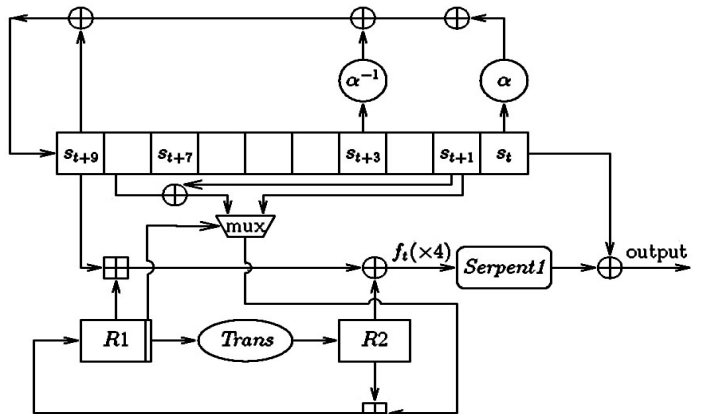 α⁻¹ α
s_{t+9} s_{t+7} s_{t+3} s_{t+1} s_t
mux
f_t(×4) Serpent1 output
R1 Trans R2